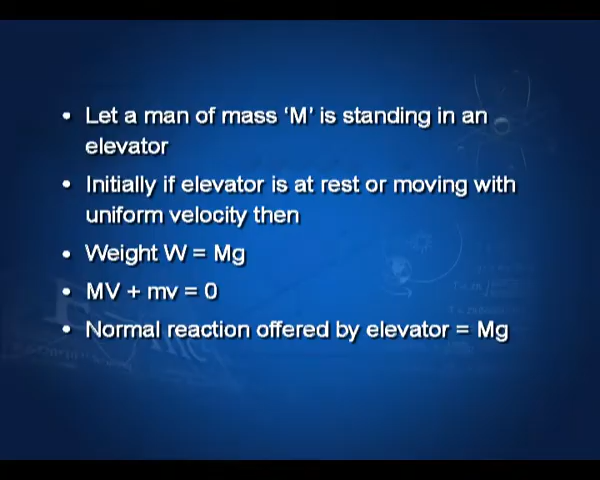 • Let a man of mass ‘M’ is standing in an
elevator
• Initially if elevator is at rest or moving with
uniform velocity then
• Weight W = Mg
• MV + mv = 0
• Normal reaction offered by elevator = Mg